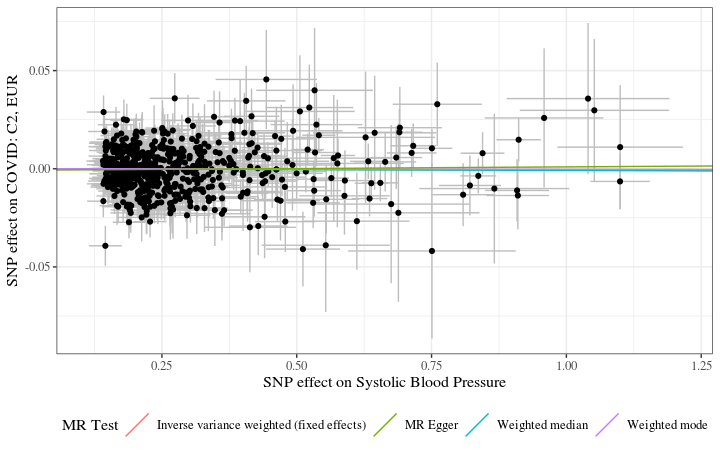 SNP effect on COVID: C2, EUR
0.05
0.00
-0.05
0.25 0.50 0.75 1.00 1.25
SNP effect on Systolic Blood Pressure
MR Test Inverse variance weighted (fixed effects) MR Egger Weighted median Weighted mode